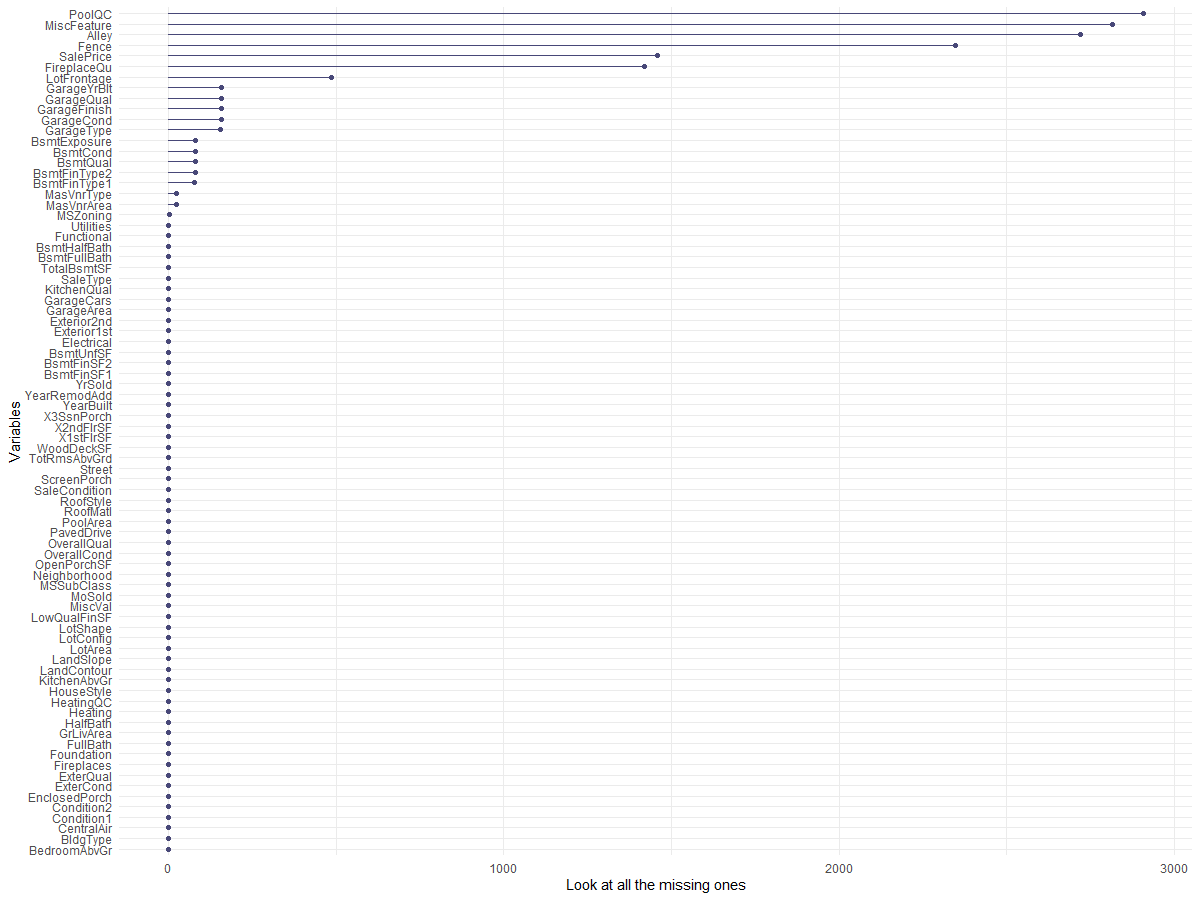 PoolQC
MiscFeature
Alley
Fence
SalePrice
FireplaceQu
LotFrontage
GarageYrBlt
GarageQual
GarageFinish
GarageCond
GarageType
BsmtExposure
BsmtCond
BsmtQual
BsmtFinType2
BsmtFinType1
MasVnrType
MasVnrArea
MSZoning
Utilities
Functional
BsmtHalfBath
BsmtFullBath
TotalBsmtSF
SaleType
KitchenQual
GarageCars
GarageArea
Exterior2nd
Exterior1st
Electrical
BsmtUnfSF
BsmtFinSF2
BsmtFinSF1
YrSold
YearRemodAdd
YearBuilt
X3SsnPorch
X2ndFlrSF
X1stFlrSF
WoodDeckSF
TotRmsAbvGrd
Street
ScreenPorch
SaleCondition
RoofStyle
RoofMatl
PoolArea
PavedDrive
OverallQual
OverallCond
OpenPorchSF
Neighborhood
MSSubClass
MoSold
MiscVal
LowQualFinSF
LotShape
LotConfig
LotArea
LandSlope
LandContour
KitchenAbvGr
HouseStyle
HeatingQC
Heating
HalfBath
GrLivArea
FullBath
Foundation
Fireplaces
ExterQual
ExterCond
EnclosedPorch
Condition2
Condition1
CentralAir
BldgType
BedroomAbvGr
Variables
0 1000 2000 3000
Look at all the missing ones